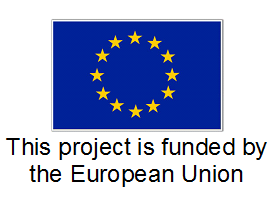 This project is funded by
the European Union